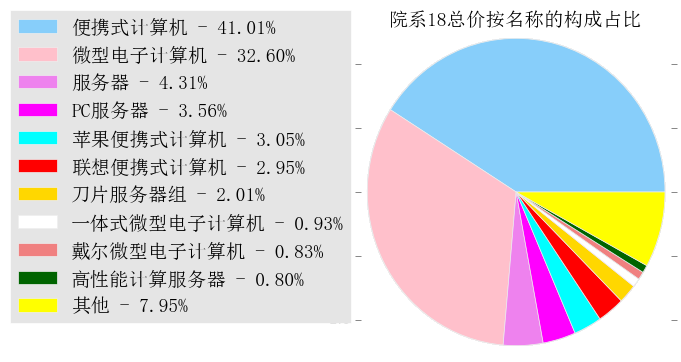 院系18总价按名称的构成占比
便携式计算机 - 41.01%
微型电子计算机 - 32.60%
服务器 - 4.31%
PC服务器 - 3.56%
苹果便携式计算机 - 3.05%
联想便携式计算机 - 2.95%
刀片服务器组 - 2.01%
一体式微型电子计算机 - 0.93%
戴尔微型电子计算机 - 0.83%
高性能计算服务器 - 0.80%
其他 - 7.95%